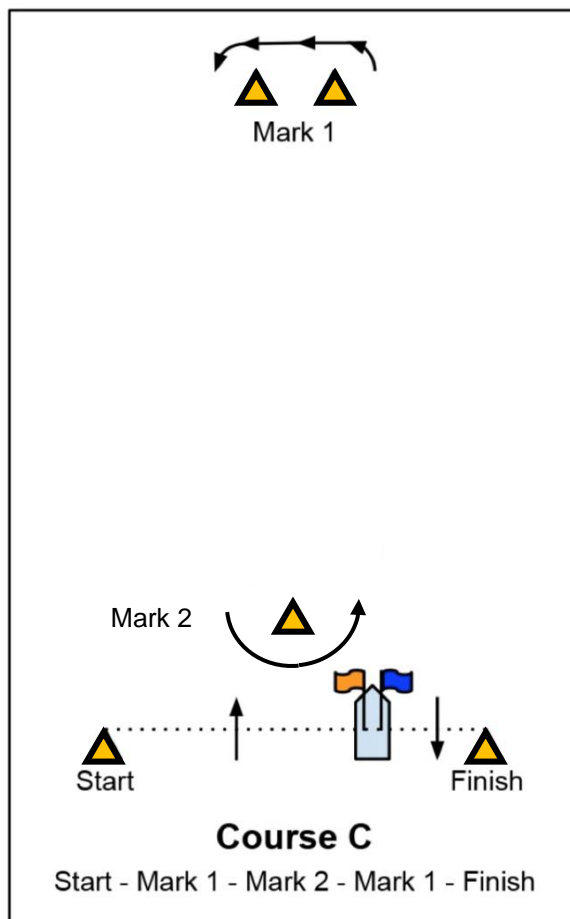 Mark 1
Mark 2
Start
Finish
Course C
Start - Mark 1 - Mark 2 - Mark 1 - Finish